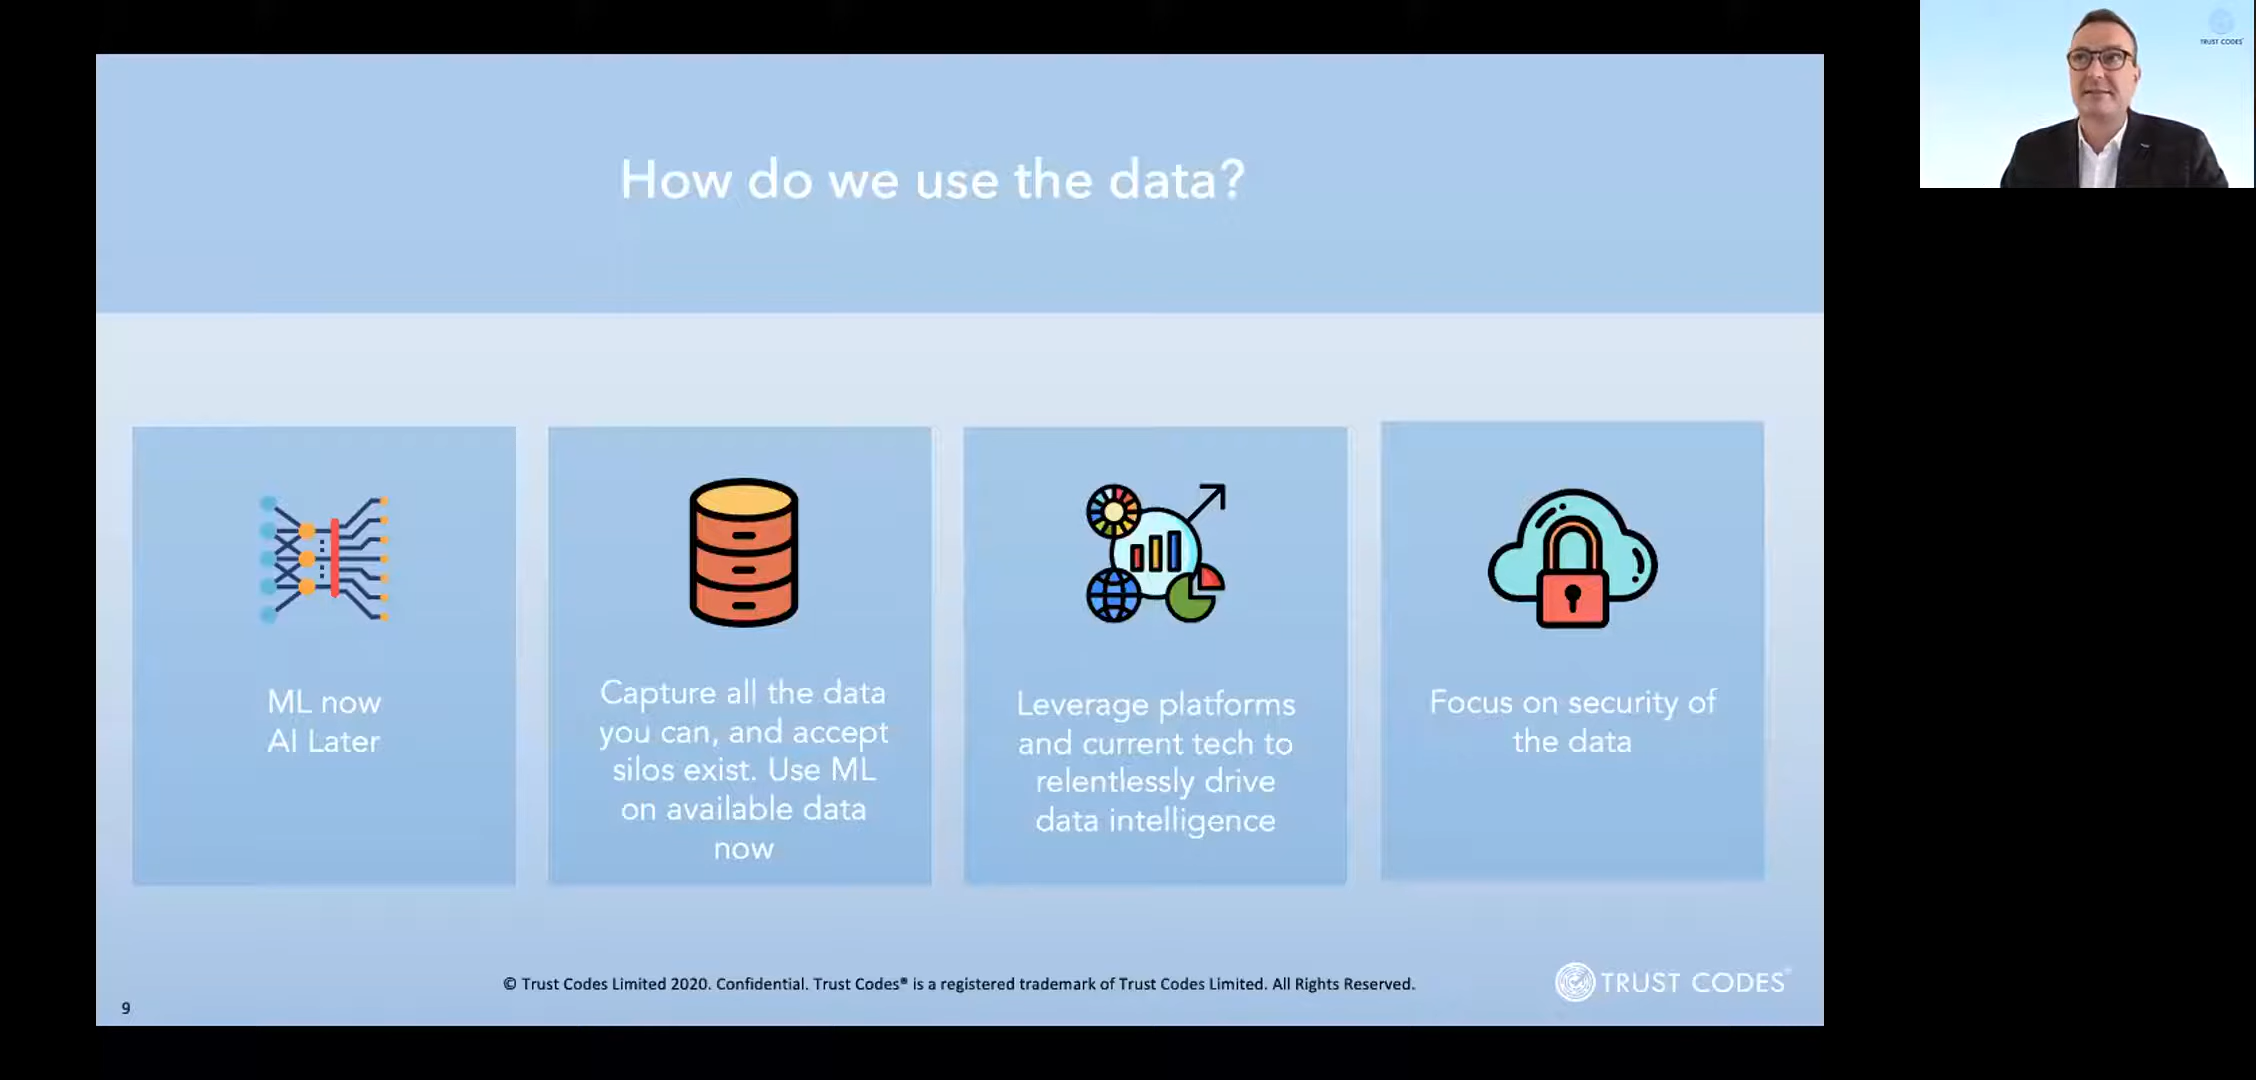 TRUST CODES
How do we use the data?
ML now
AI Later
Capture all the data
you can, and accept
silos exist. Use ML
on available data
now
Leverage platforms
and current tech to
relentlessly drive
data intelligence
Focus on security of
the data
© Trust Codes Limited 2020. Confidential. Trust Codes® is a registered trademark of Trust Codes Limited. All Rights Reserved.
TRUST CODES®
9